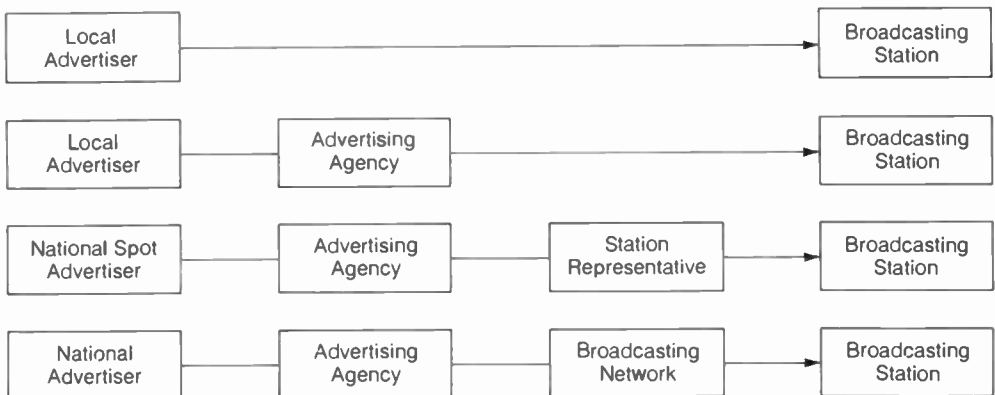 Local
Advertiser
Broadcasting
Station
Local
Advertiser
Advertising
Agency
Broadcasting
Station
National Spot
Advertiser
Advertising
Agency
Station
Representative
Broadcasting
Station
National
Advertiser
Advertising
Agency
Broadcasting
Network
Broadcasting
Station